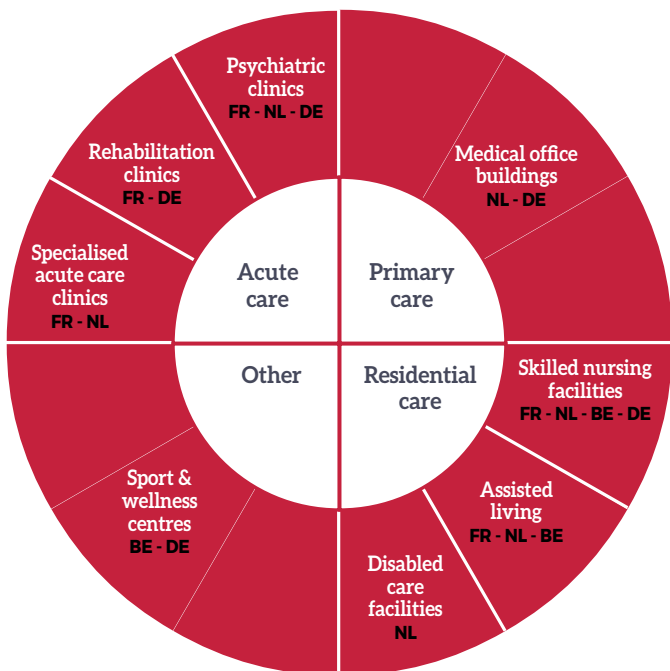 Psychiatric
clinics
FR - NL - DE
Rehabilitation
clinics
FR - DE
Specialised
acute care
clinics
FR - NL
Medical office
buildings
NL - DE
Acute
care
Primary
care
Other
Residential
care
Skilled nursing
facilities
FR - NL - BE - DE
Assisted
living
FR - NL - BE
Disabled
care
facilities
NL
Sport &
wellness
centres
BE - DE